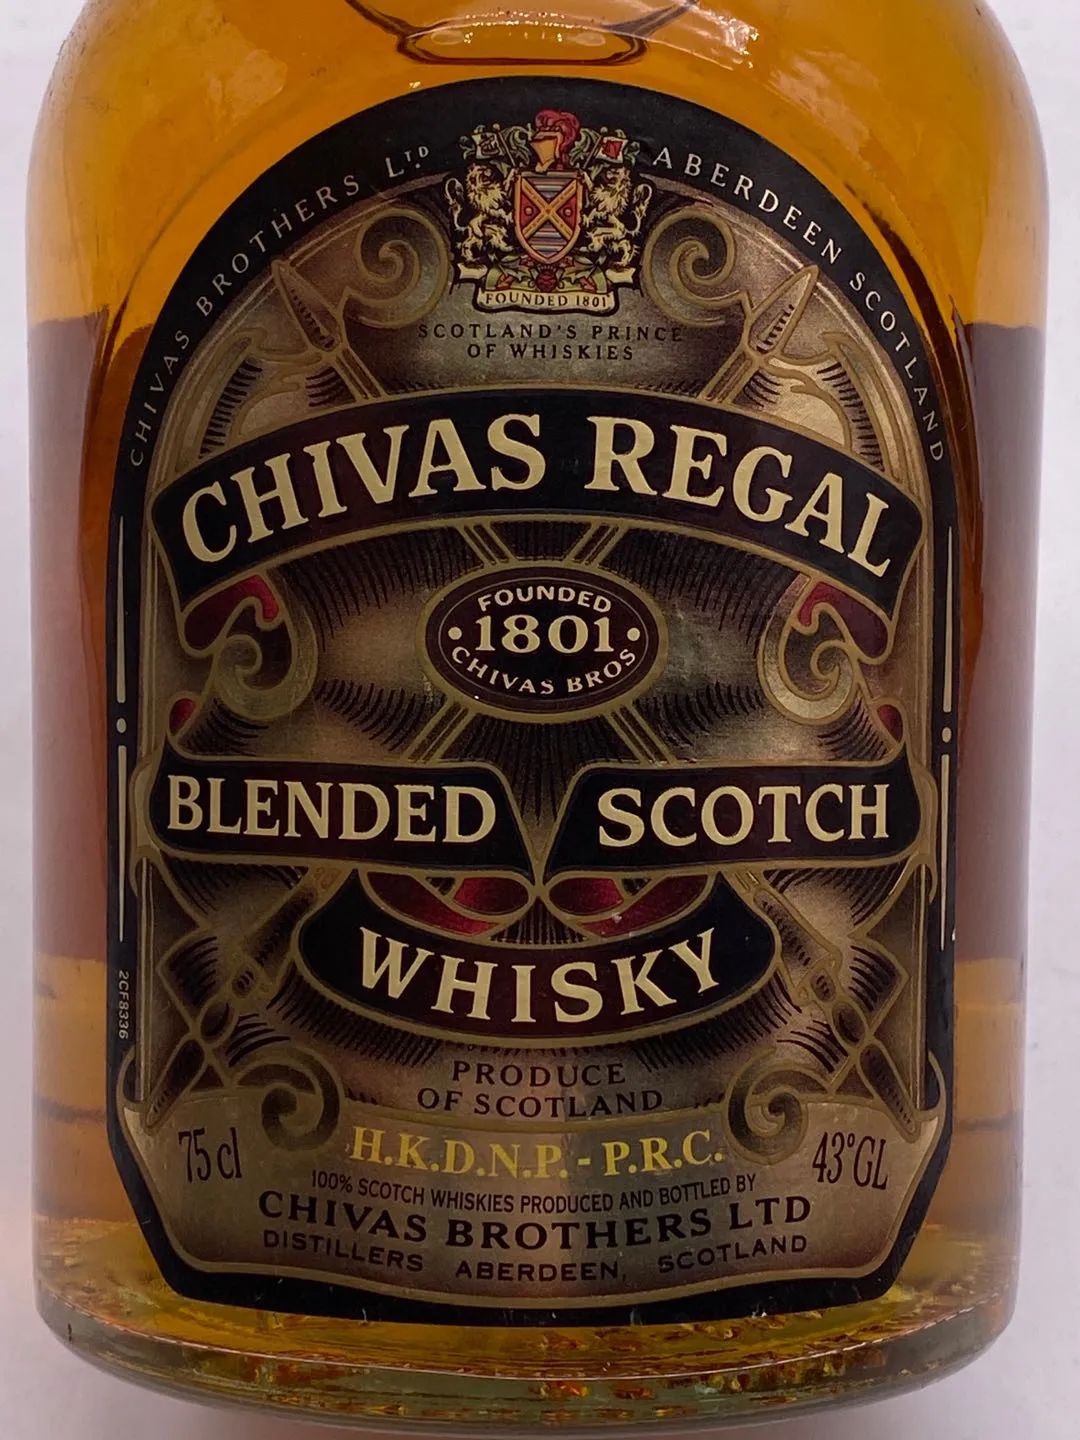 CHIVAS BROTHERS LTD ABERDEEN SCOTLAND
FOUNDED 1801
SCOTLAND'S PRINCE
OF WHISKIES
CHIVAS REGAL
FOUNDED
·1801·
CHIVAS BROS
BLENDED SCOTCH
WHISKY
2CF8336
PRODUCE
OF SCOTLAND
75 cl
H.K.D.N.P. - P.R.C.
43°GL
100% SCOTCH WHISKIES PRODUCED AND BOTTLED BY
CHIVAS BROTHERS LTD
DISTILLERS ABERDEEN, SCOTLAND